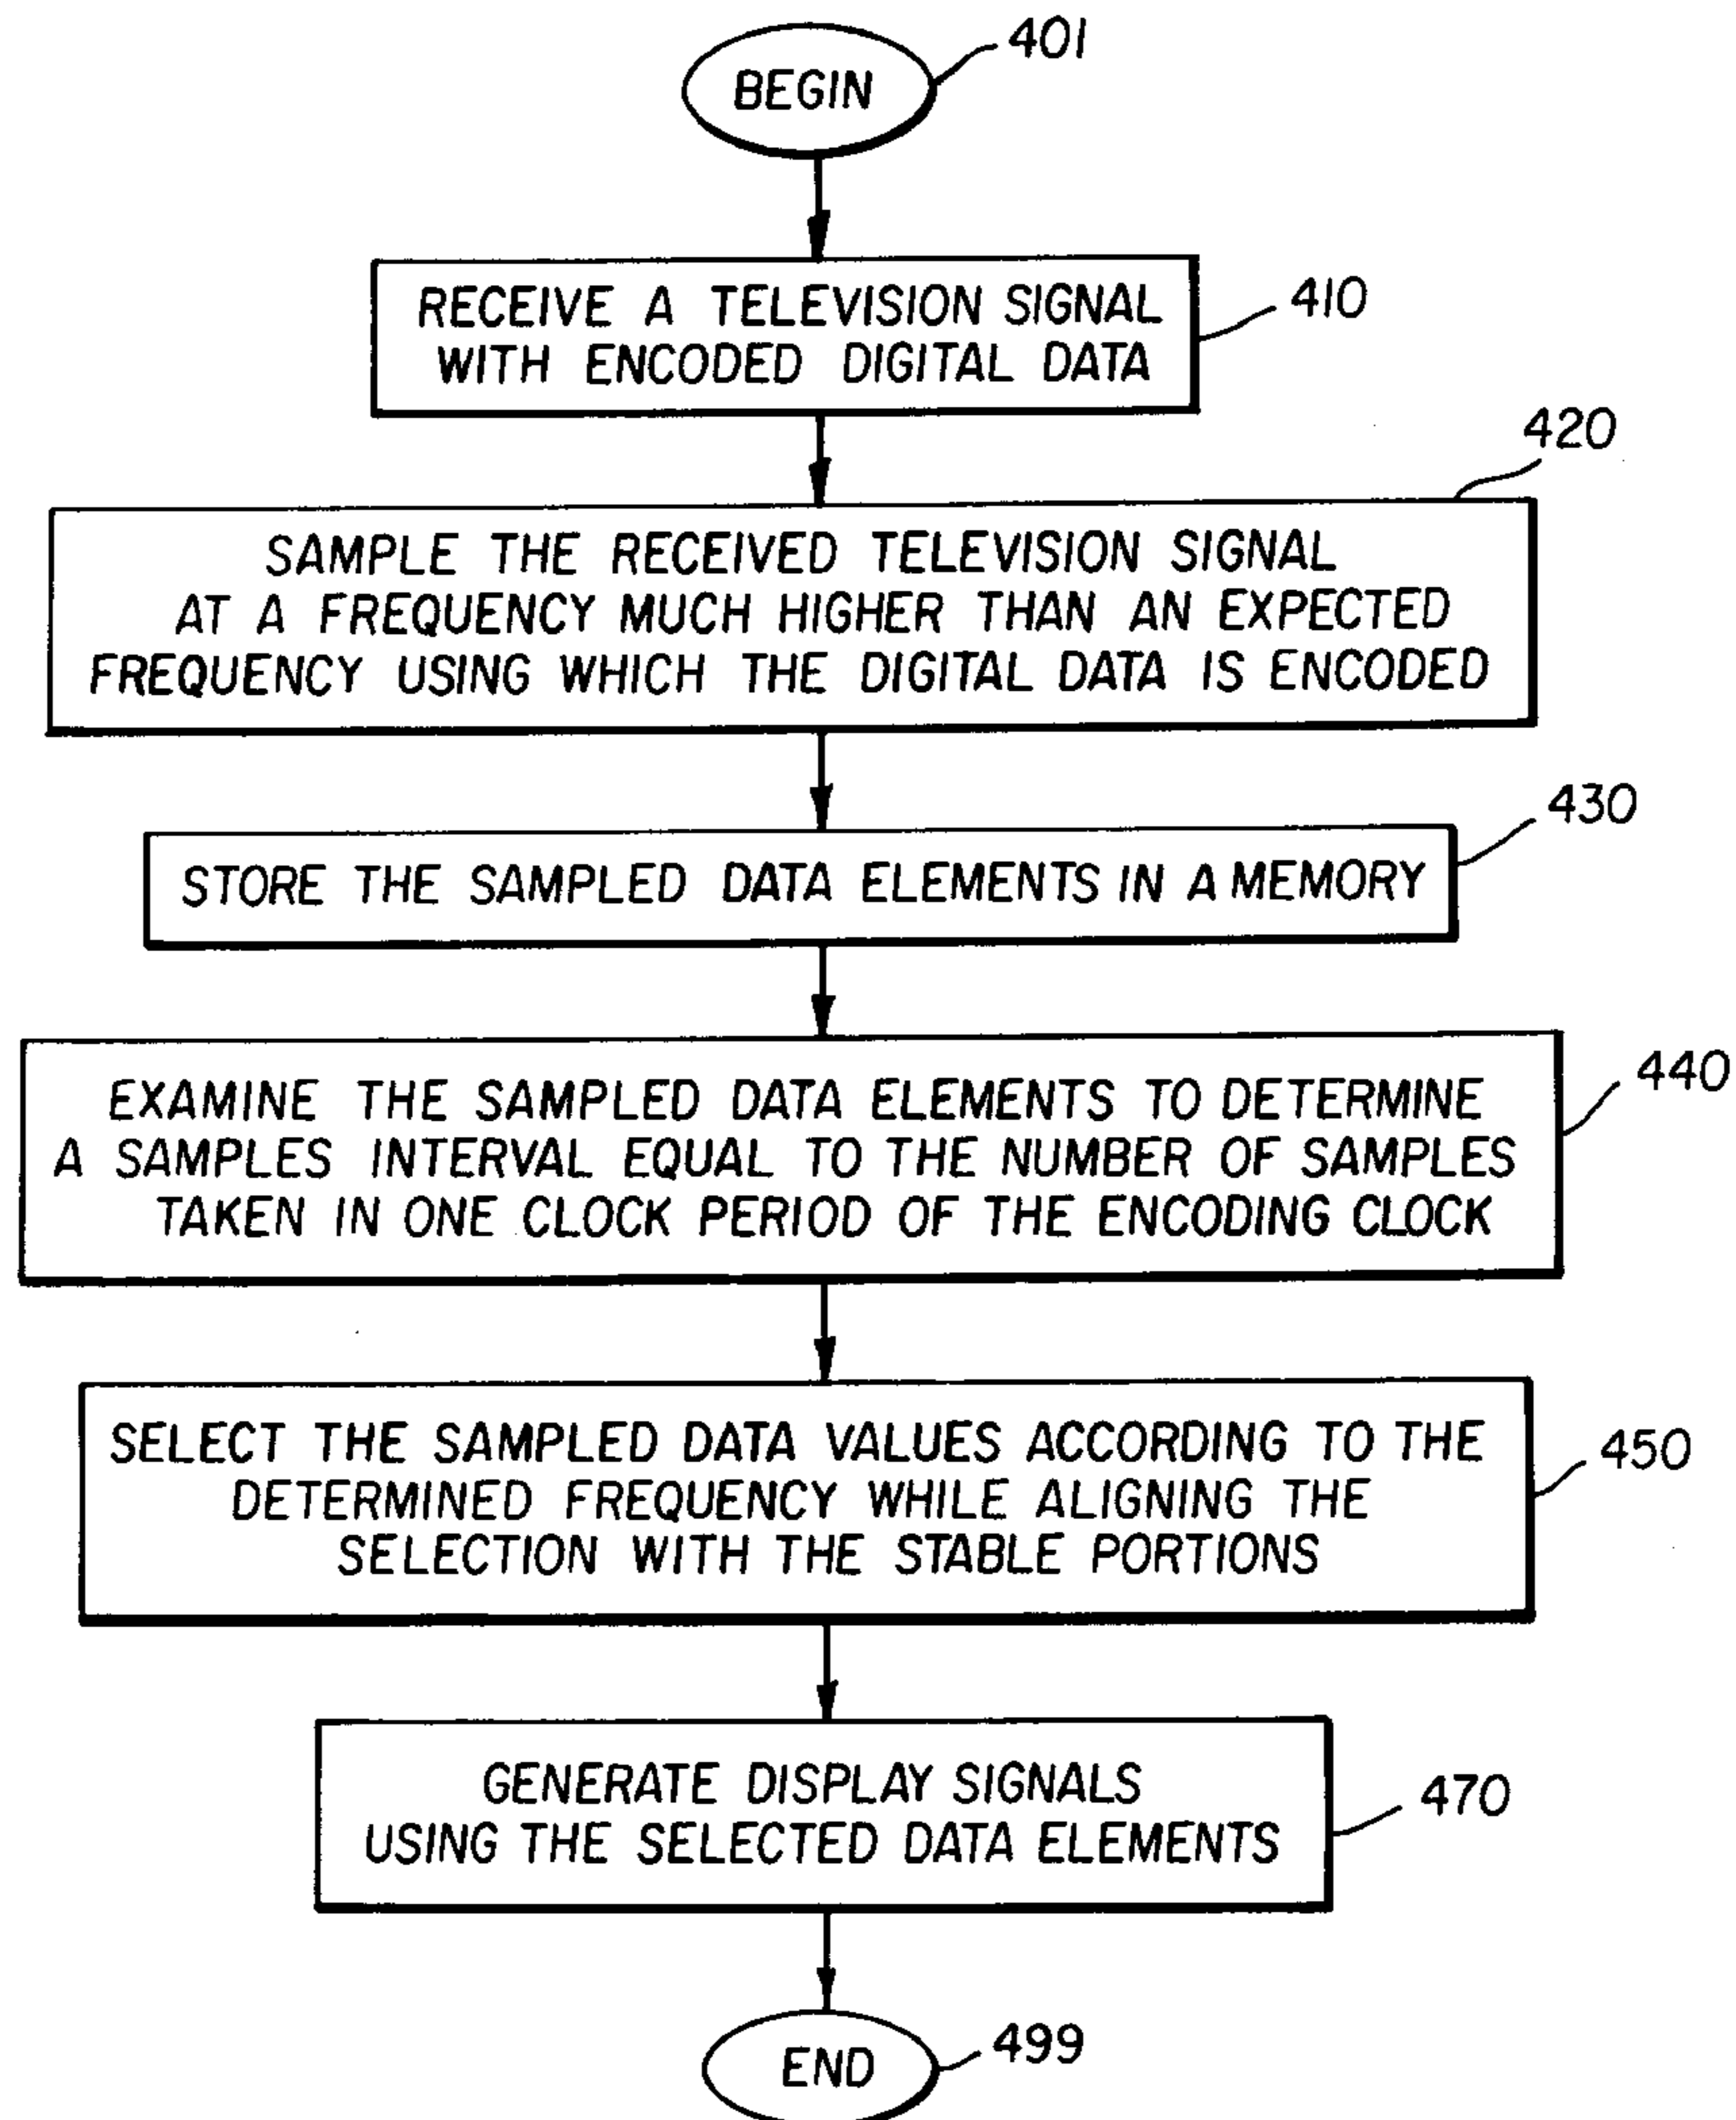 401
BEGIN
RECEIVE A TELEVISION SIGNAL
WITH ENCODED DIGITAL DATA
410
420
SAMPLE THE RECEIVED TELEVISION SIGNAL
AT A FREQUENCY MUCH HIGHER THAN AN EXPECTED
FREQUENCY USING WHICH THE DIGITAL DATA IS ENCODED
430
STORE THE SAMPLED DATA ELEMENTS IN A MEMORY
440
EXAMINE THE SAMPLED DATA ELEMENTS TO DETERMINE
A SAMPLES INTERVAL EQUAL TO THE NUMBER OF SAMPLES
TAKEN IN ONE CLOCK PERIOD OF THE ENCODING CLOCK
SELECT THE SAMPLED DATA VALUES ACCORDING TO THE
DETERMINED FREQUENCY WHILE ALIGNING THE
SELECTION WITH THE STABLE PORTIONS
450
GENERATE DISPLAY SIGNALS
USING THE SELECTED DATA ELEMENTS
470
END
499